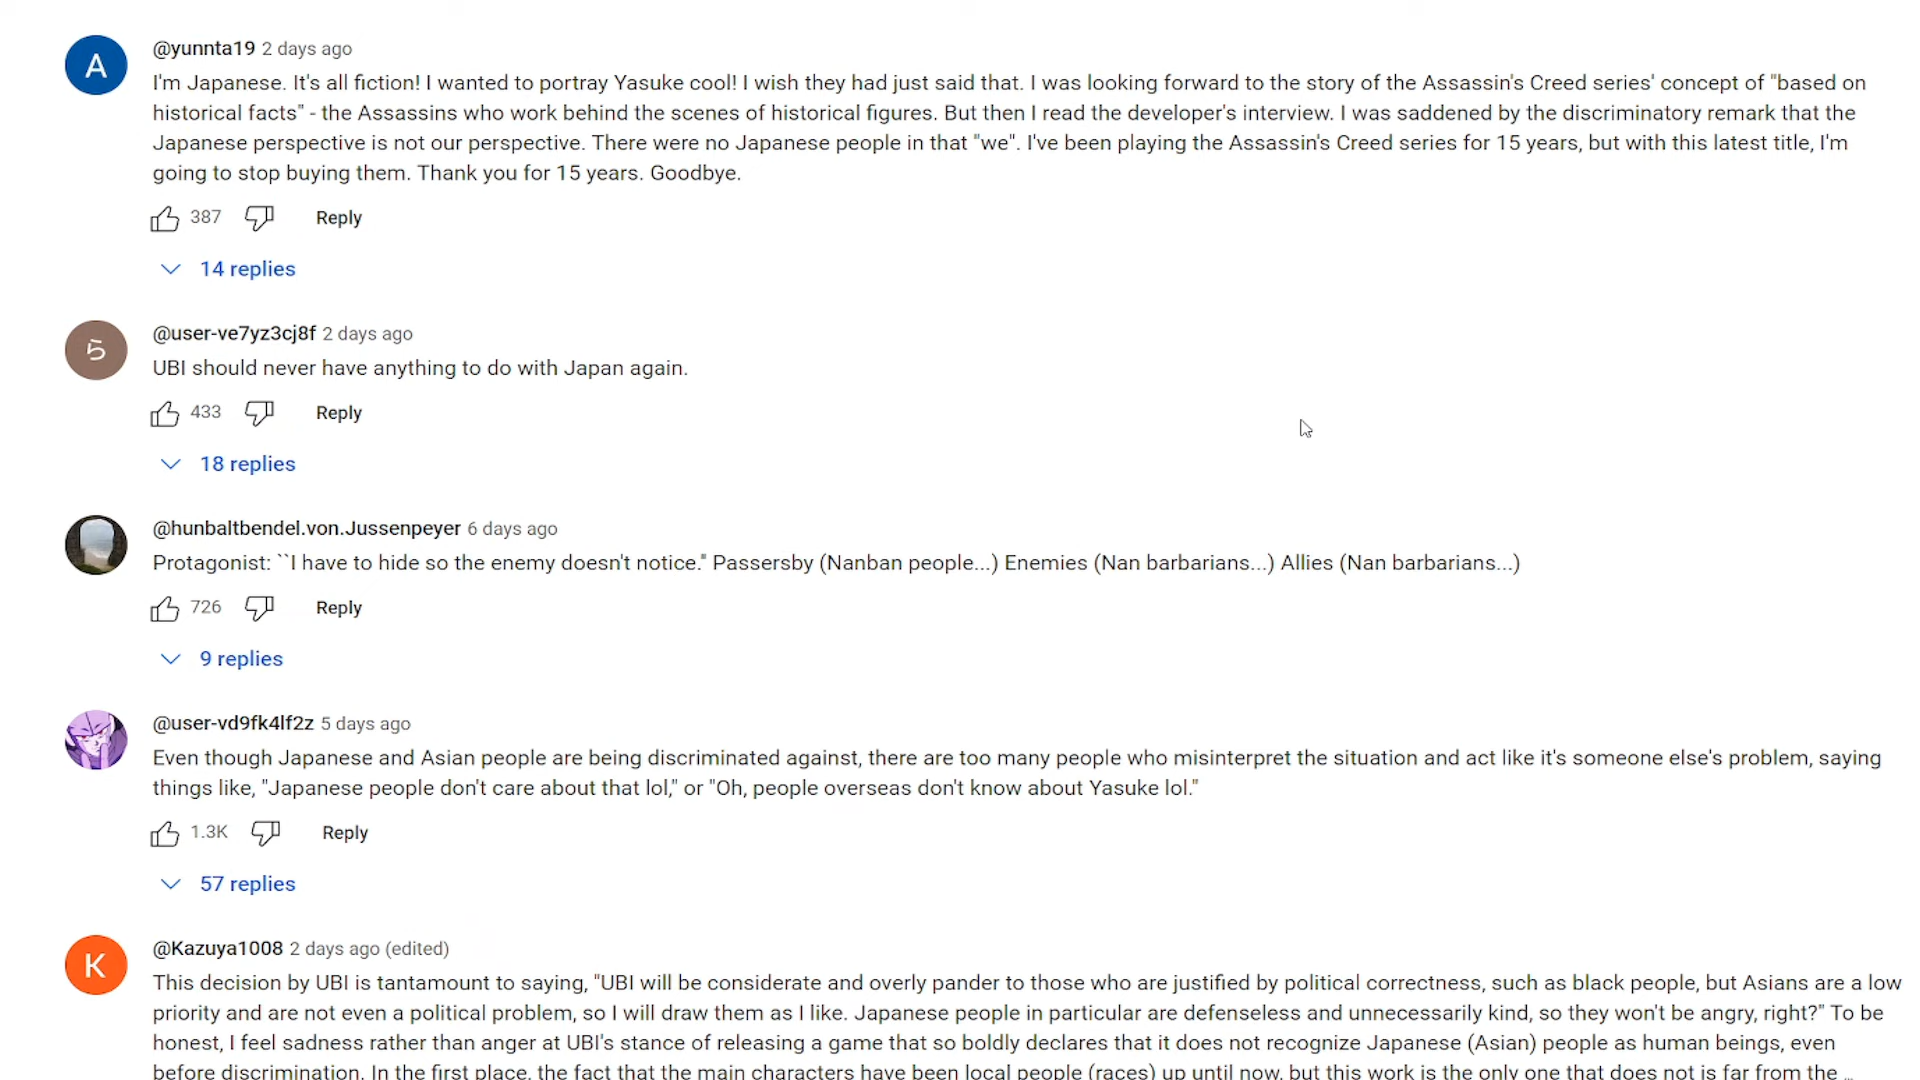 A
@yunnta19 2 days ago
I'm Japanese. It's all fiction! I wanted to portray Yasuke cool! I wish they had just said that. I was looking forward to the story of the Assassin's Creed series' concept of "based on
historical facts" - the Assassins who work behind the scenes of historical figures. But then I read the developer's interview. I was saddened by the discriminatory remark that the
Japanese perspective is not our perspective. There were no Japanese people in that "we". I've been playing the Assassin's Creed series for 15 years, but with this latest title, I'm
going to stop buying them. Thank you for 15 years. Goodbye.
387 Reply
14 replies
ら
@user-ve7yz3cj8f 2 days ago
UBI should never have anything to do with Japan again.
433 Reply
18 replies
@hunbaltbendel.von.Jussenpeyer 6 days ago
Protagonist: ``I have to hide so the enemy doesn't notice." Passersby (Nanban people...) Enemies (Nan barbarians...) Allies (Nan barbarians...)
726 Reply
9 replies
@user-vd9fk4lf2z 5 days ago
Even though Japanese and Asian people are being discriminated against, there are too many people who misinterpret the situation and act like it's someone else's problem, saying
things like, "Japanese people don't care about that lol," or "Oh, people overseas don't know about Yasuke lol."
1.3K Reply
57 replies
K
@Kazuya1008 2 days ago (edited)
This decision by UBI is tantamount to saying, "UBI will be considerate and overly pander to those who are justified by political correctness, such as black people, but Asians are a low
priority and are not even a political problem, so I will draw them as I like. Japanese people in particular are defenseless and unnecessarily kind, so they won't be angry, right?" To be
honest, I feel sadness rather than anger at UBI's stance of releasing a game that so boldly declares that it does not recognize Japanese (Asian) people as human beings, even
before discrimination. In the first place, the fact that the main characters have been local people (races) up until now, but this work is the only one that does not is far from the ...